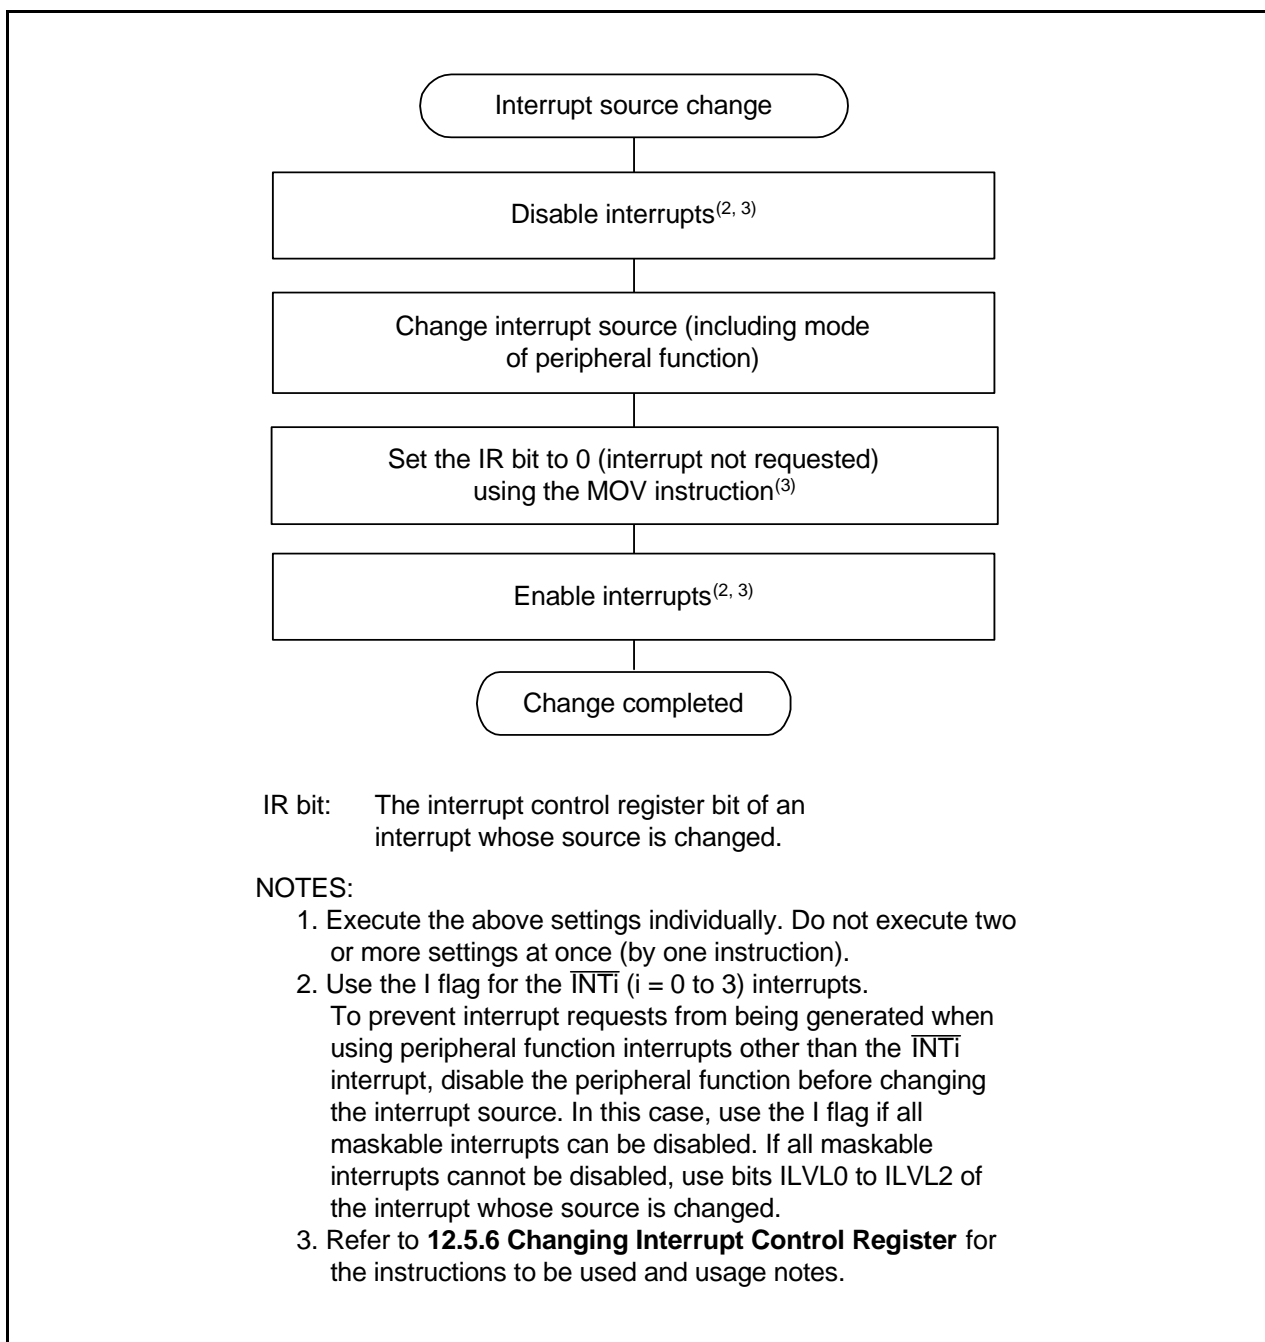 Interrupt source change
Disable interrupts(2, 3)
Change interrupt source (including mode
of peripheral function)
Set the IR bit to 0 (interrupt not requested)
using the MOV instruction(3)
Enable interrupts(2, 3)
Change completed
IR bit: The interrupt control register bit of an
interrupt whose source is changed.
NOTES:
1. Execute the above settings individually. Do not execute two
or more settings at once (by one instruction).
2. Use the I flag for the I̅N̅T̅i̅ (i = 0 to 3) interrupts.
To prevent interrupt requests from being generated when
using peripheral function interrupts other than the I̅N̅T̅i̅
interrupt, disable the peripheral function before changing
the interrupt source. In this case, use the I flag if all
maskable interrupts can be disabled. If all maskable
interrupts cannot be disabled, use bits ILVL0 to ILVL2 of
the interrupt whose source is changed.
3. Refer to 12.5.6 Changing Interrupt Control Register for
the instructions to be used and usage notes.